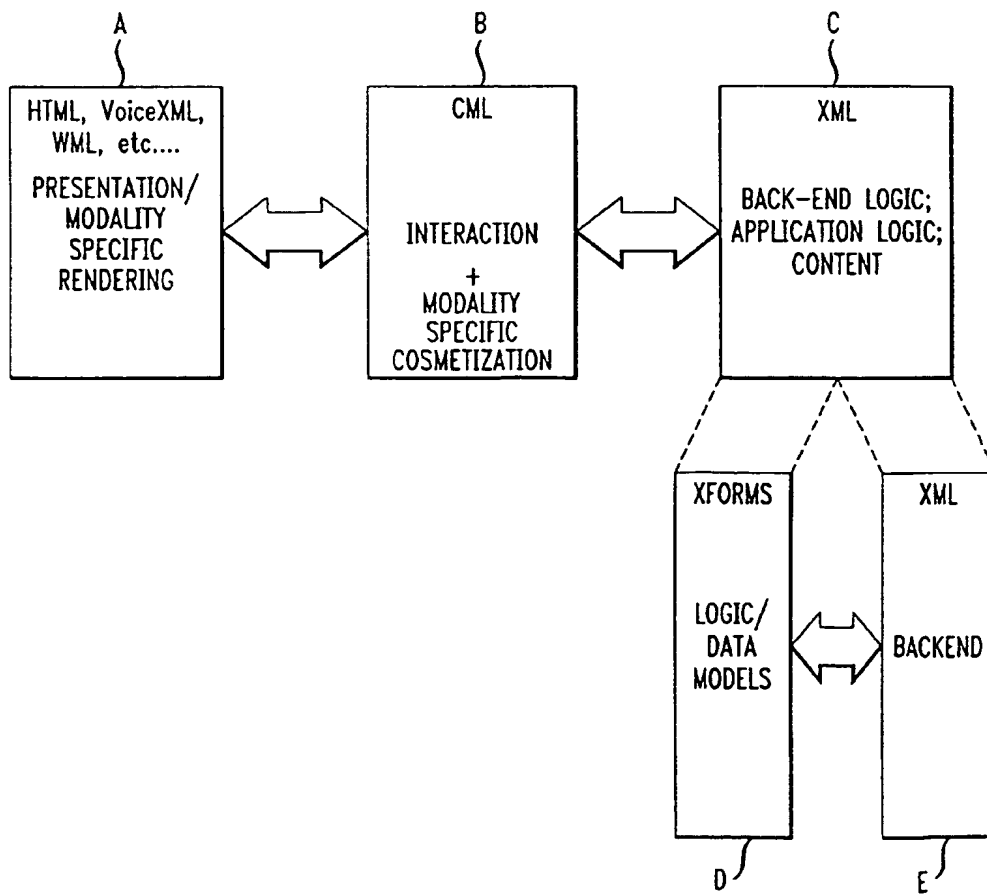 A
B
C
HTML, VoiceXML,
WML, etc....
PRESENTATION/
MODALITY
SPECIFIC
RENDERING
CML
INTERACTION
+
MODALITY
SPECIFIC
COSMETIZATION
XML
BACK-END LOGIC;
APPLICATION LOGIC;
CONTENT
XFORMS
LOGIC/
DATA
MODELS
XML
BACKEND
D
E